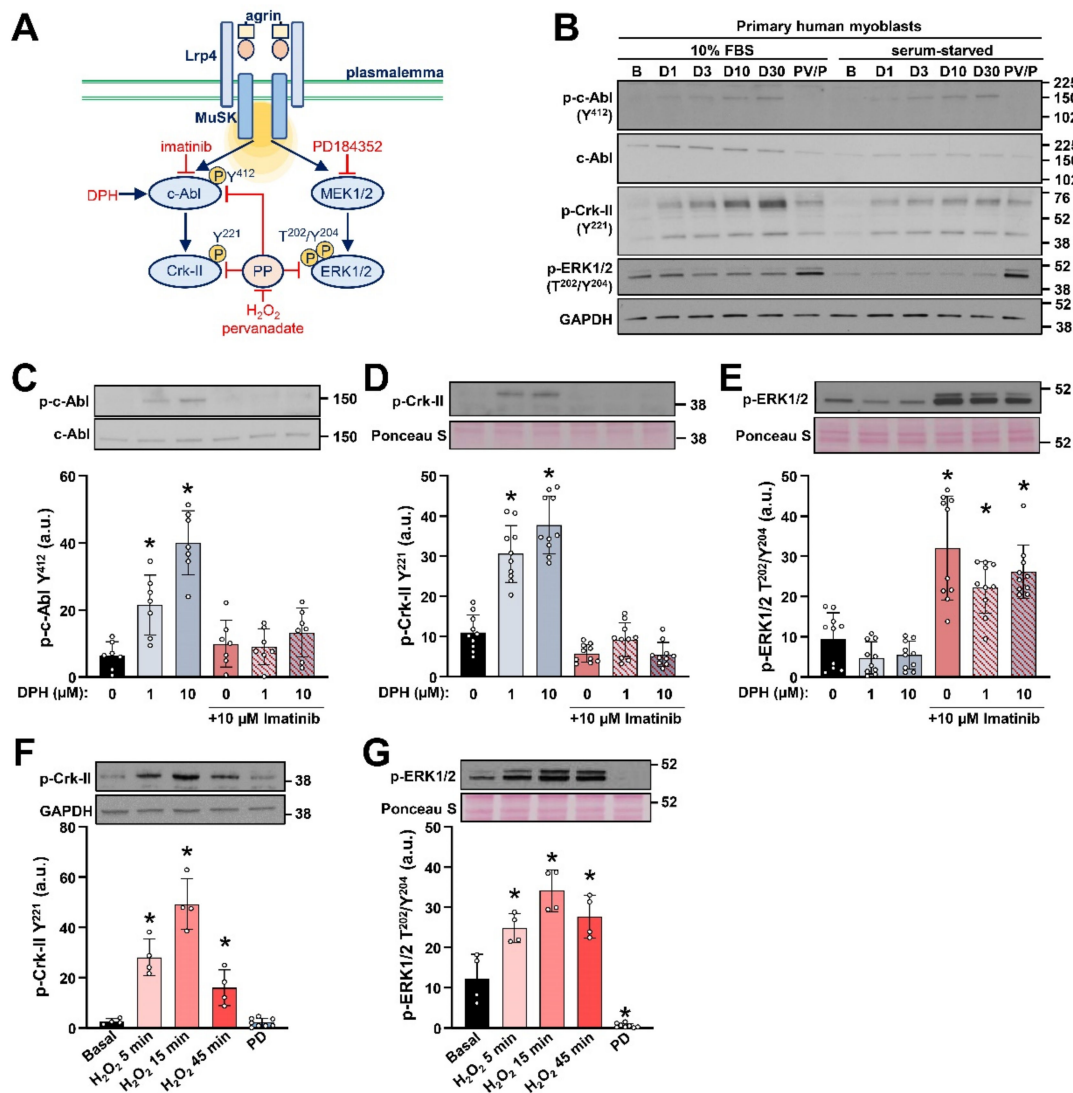 A
agrin
Lrp4
plasmalemma
MuSK
imatinib
PD184352
P Y412
DPH
c-Abl
MEK1/2
Y221
T202/Y204
P
P P
Crk-II
PP
ERK1/2
H2O2
pervanadate
B
Primary human myoblasts
10% FBS serum-starved
B D1 D3 D10 D30 PV/P B D1 D3 D10 D30 PV/P
p-c-Abl
(Y412)
225
150
102
c-Abl
225
150
102
p-Crk-II
(Y221)
76
52
38
p-ERK1/2
(T202/Y204)
52
38
GAPDH
52
38
C
p-c-Abl 150
c-Abl 150
p-c-Abl Y412 (a.u.)
60
40
20
0
* *
DPH (µM): 0 1 10 0 1 10
+10 µM Imatinib
D
p-Crk-II 38
Ponceau S 38
p-Crk-II Y221 (a.u.)
50
40
30
20
10
0
* *
DPH (µM): 0 1 10 0 1 10
+10 µM Imatinib
E
p-ERK1/2 52
Ponceau S 52
p-ERK1/2 T202/Y204 (a.u.)
50
40
30
20
10
0
* * *
DPH (µM): 0 1 10 0 1 10
+10 µM Imatinib
F
p-Crk-II 38
GAPDH 38
p-Crk-II Y221 (a.u.)
80
60
40
20
0
* * *
Basal H2O2 5 min H2O2 15 min H2O2 45 min PD
G
p-ERK1/2 52
Ponceau S 52
p-ERK1/2 T202/Y204 (a.u.)
50
40
30
20
10
0
* * * *
Basal H2O2 5 min H2O2 15 min H2O2 45 min PD